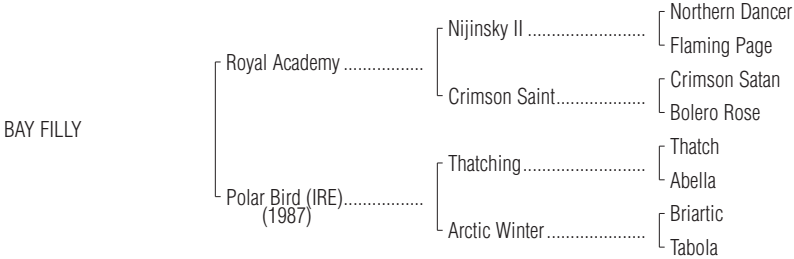 Northern Dancer
Nijinsky II .........................
Flaming Page
Royal Academy .................
Crimson Satan
Crimson Saint...................
Bolero Rose
BAY FILLY
Thatch
Thatching..........................
Abella
Polar Bird (IRE).................
(1987)
Briartic
Arctic Winter.....................
Tabola